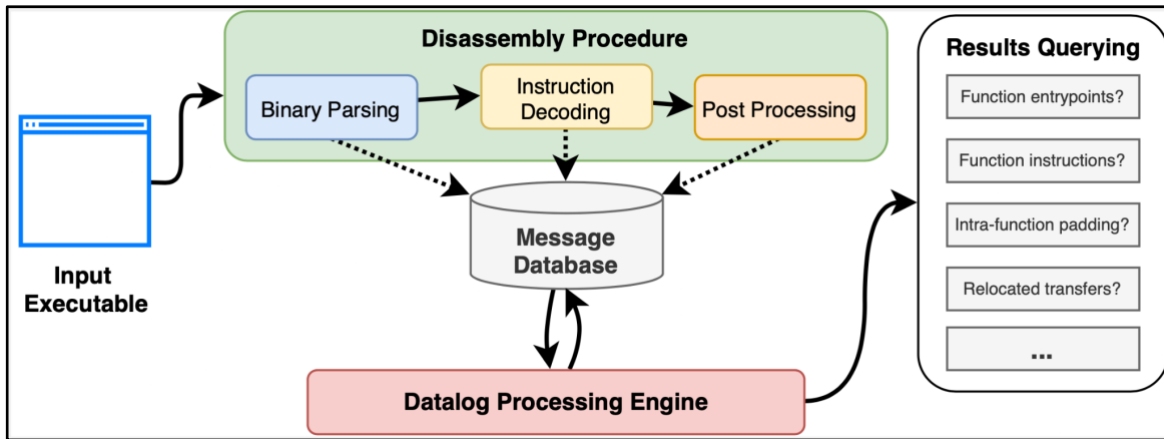 Disassembly Procedure
Binary Parsing
Instruction
Decoding
Post Processing
Input
Executable
Message
Database
Datalog Processing Engine
Results Querying
Function entrypoints?
Function instructions?
Intra-function padding?
Relocated transfers?
...